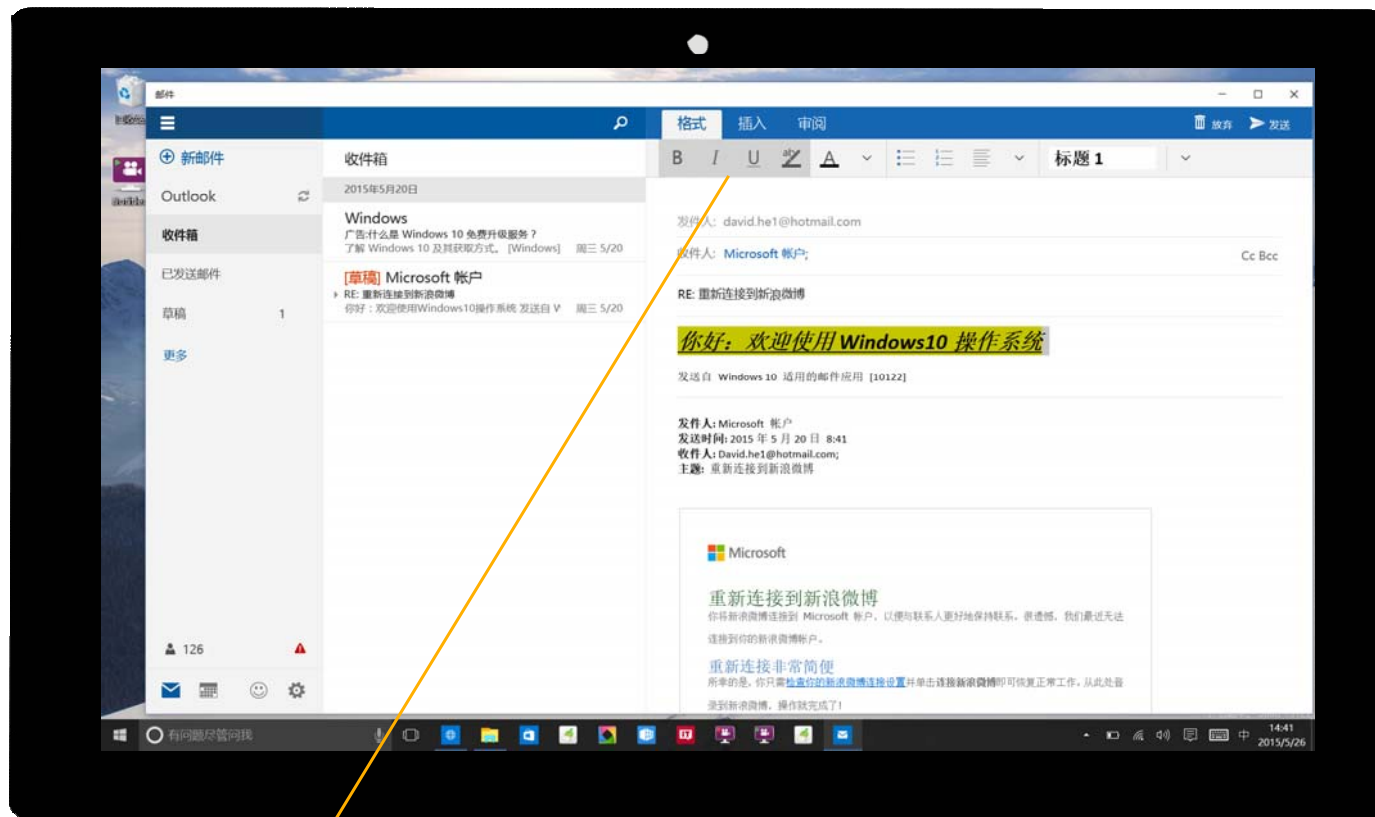 邮件
格式 插入 审阅 放弃 发送
B I U aby A 标题 1
新邮件
Outlook
收件箱
已发送邮件
草稿 1
更多
126
收件箱
2015年5月20日
Windows
广告:什么是 Windows 10 免费升级服务？
了解 Windows 10 及其获取方式。 [Windows] 周三 5/20
[草稿] Microsoft 帐户
RE: 重新连接到新浪微博
你好：欢迎使用Windows10操作系统 发送自 W 周三 5/20
发件人: david.he1@hotmail.com
收件人: Microsoft 帐户; Cc Bcc
RE: 重新连接到新浪微博
你好：欢迎使用 Windows10 操作系统
发送自 Windows 10 适用的邮件应用 [10122]
发件人: Microsoft 帐户
发送时间: 2015 年 5 月 20 日 8:41
收件人: David.he1@hotmail.com;
主题: 重新连接到新浪微博
Microsoft
重新连接到新浪微博
你将新浪微博连接到 Microsoft 帐户，以便与联系人更好地保持联系。很遗憾，我们最近无法
连接到你的新浪微博帐户。
重新连接非常简便
所幸的是，你只需检查你的新浪微博连接设置并单击连接新浪微博即可恢复正常工作。从此处登
录到新浪微博，操作就完成了!
有问题尽管问我
中 14:41
2015/5/26